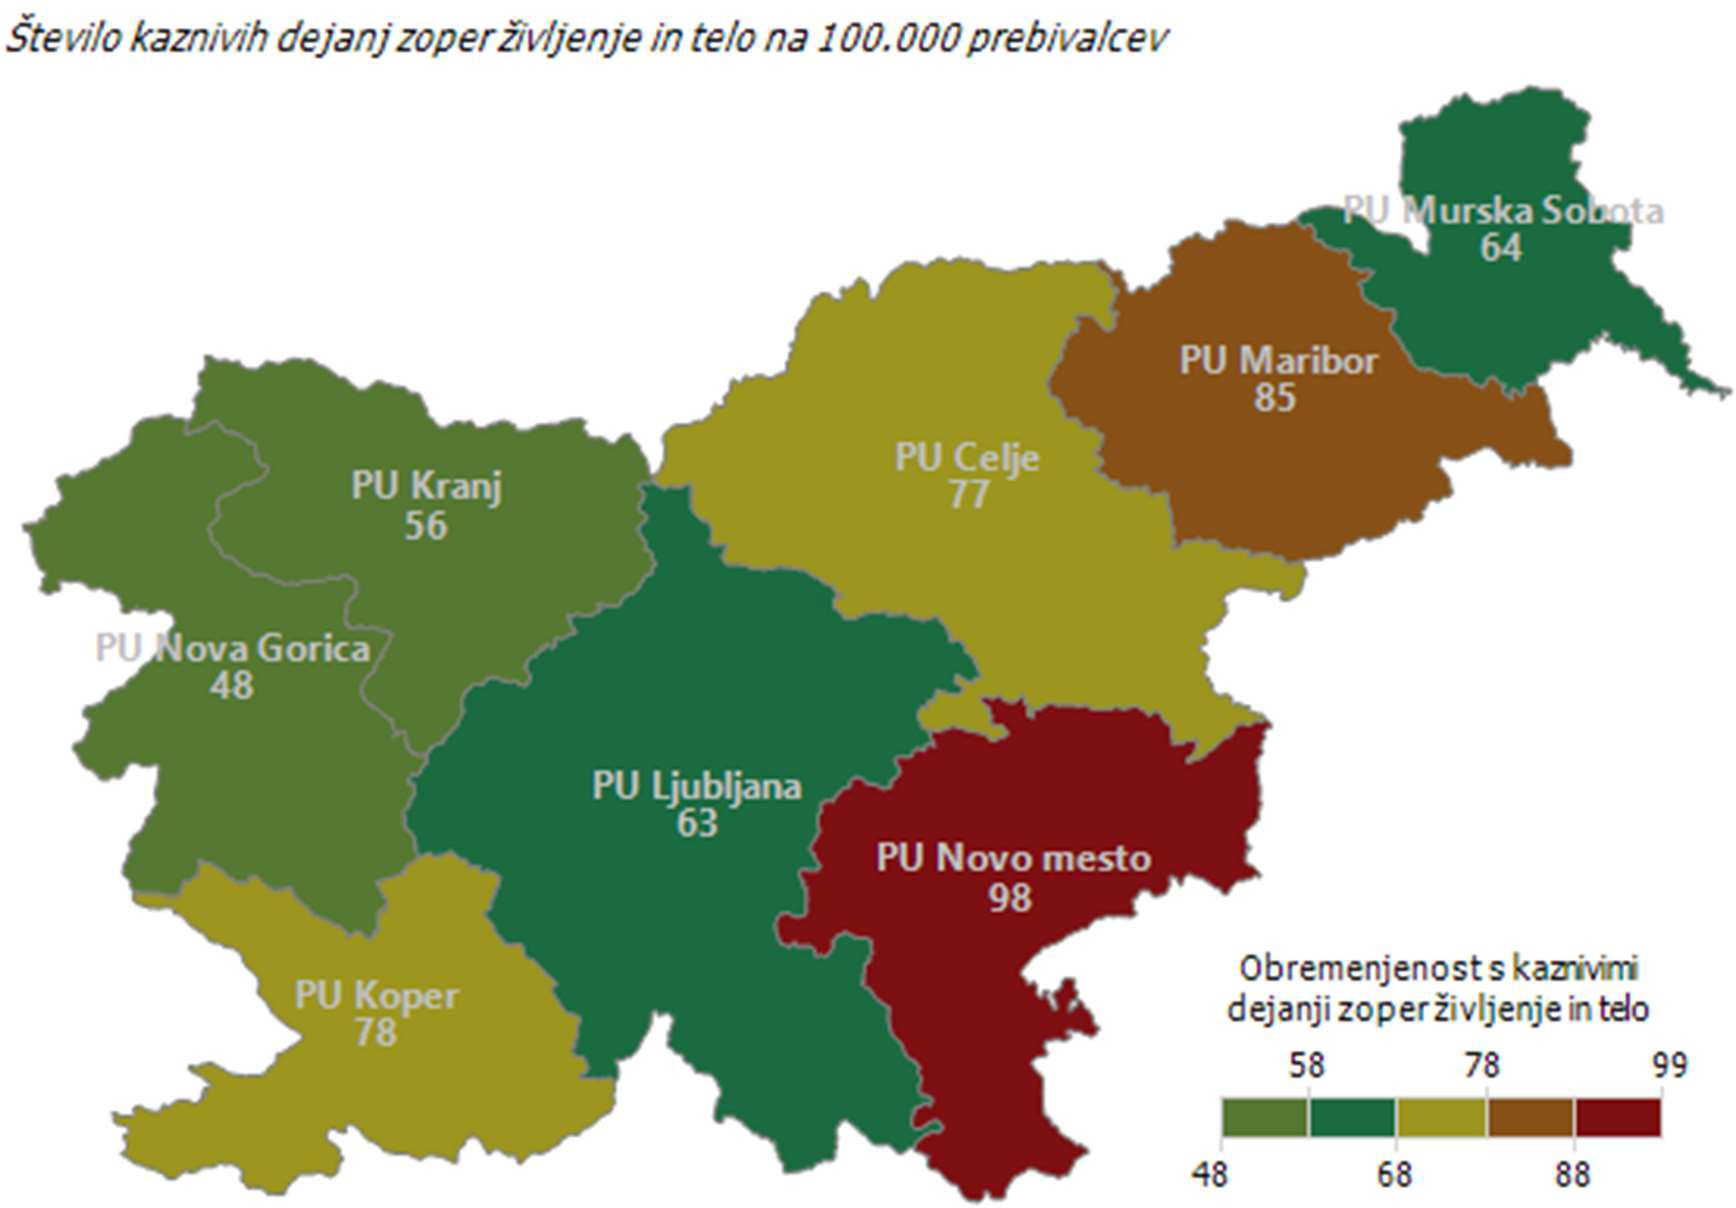 Število kaznivih dejanj zoper življenje in telo na 100.000 prebivalcev
PU Murska Sobota
64
PU Maribor
85
PU Celje
77
PU Kranj
56
PU Nova Gorica
48
PU Ljubljana
63
PU Novo mesto
98
PU Koper
78
Obremenjenost s kaznivimi
dejanji zoper življenje in telo
58 78 99
48 68 88